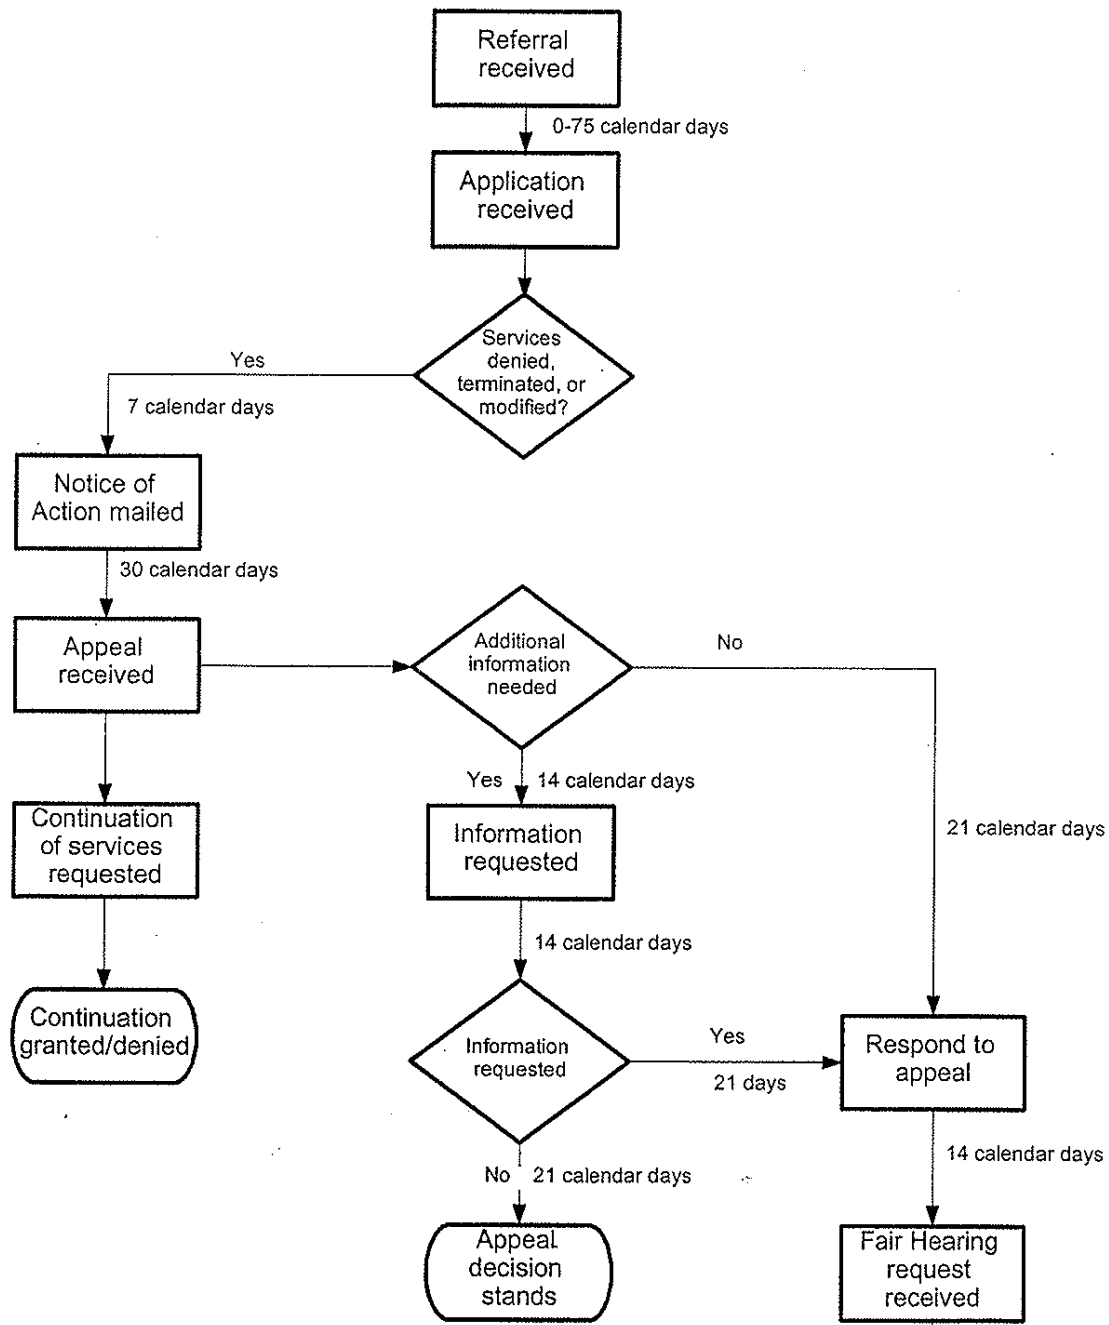 Referral
received
0-75 calendar days
Application
received
Services
denied,
terminated, or
modified?
Yes
7 calendar days
Notice of
Action mailed
30 calendar days
Appeal
received
Additional
information
needed
No
Yes
14 calendar days
21 calendar days
Continuation
of services
requested
Information
requested
14 calendar days
Continuation
granted/denied
Information
requested
Yes
21 days
Respond to
appeal
No
21 calendar days
14 calendar days
Appeal
decision
stands
Fair Hearing
request
received